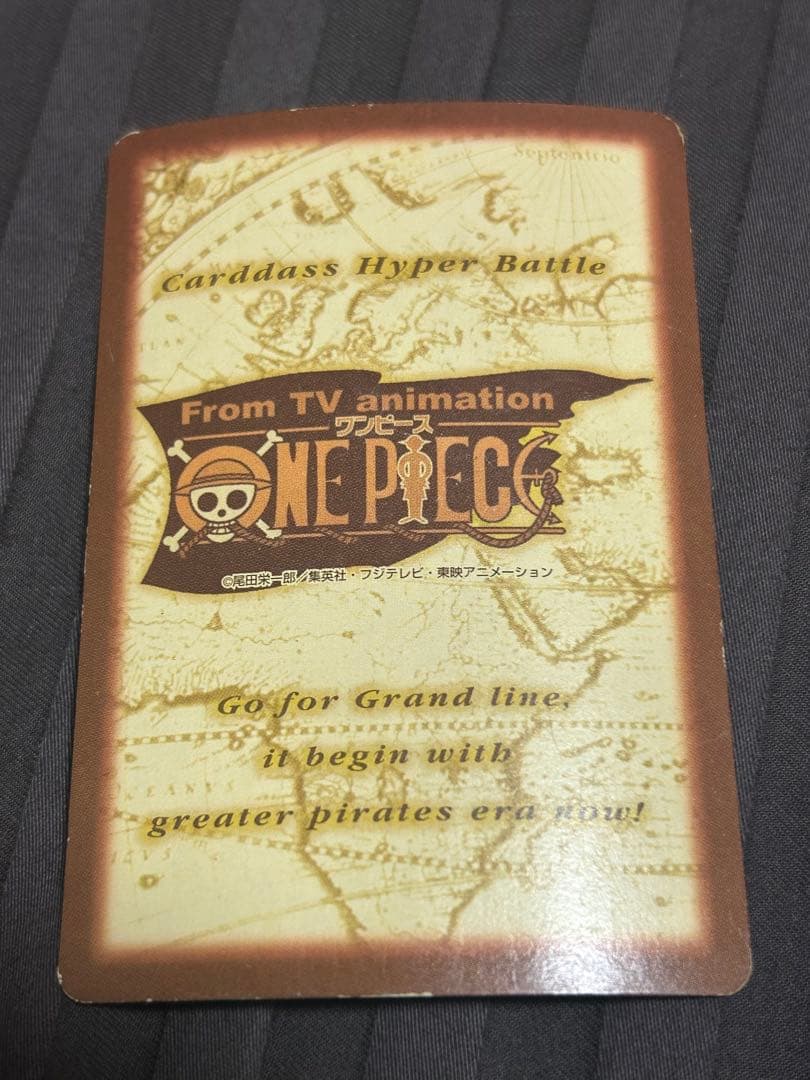 Septentrio
Carddass Hyper Battle
From TV animation
ワンピース
ONE PIECE
©尾田栄一郎／集英社・フジテレビ・東映アニメーション
Go for Grand line,
it begin with
greater pirates era now!